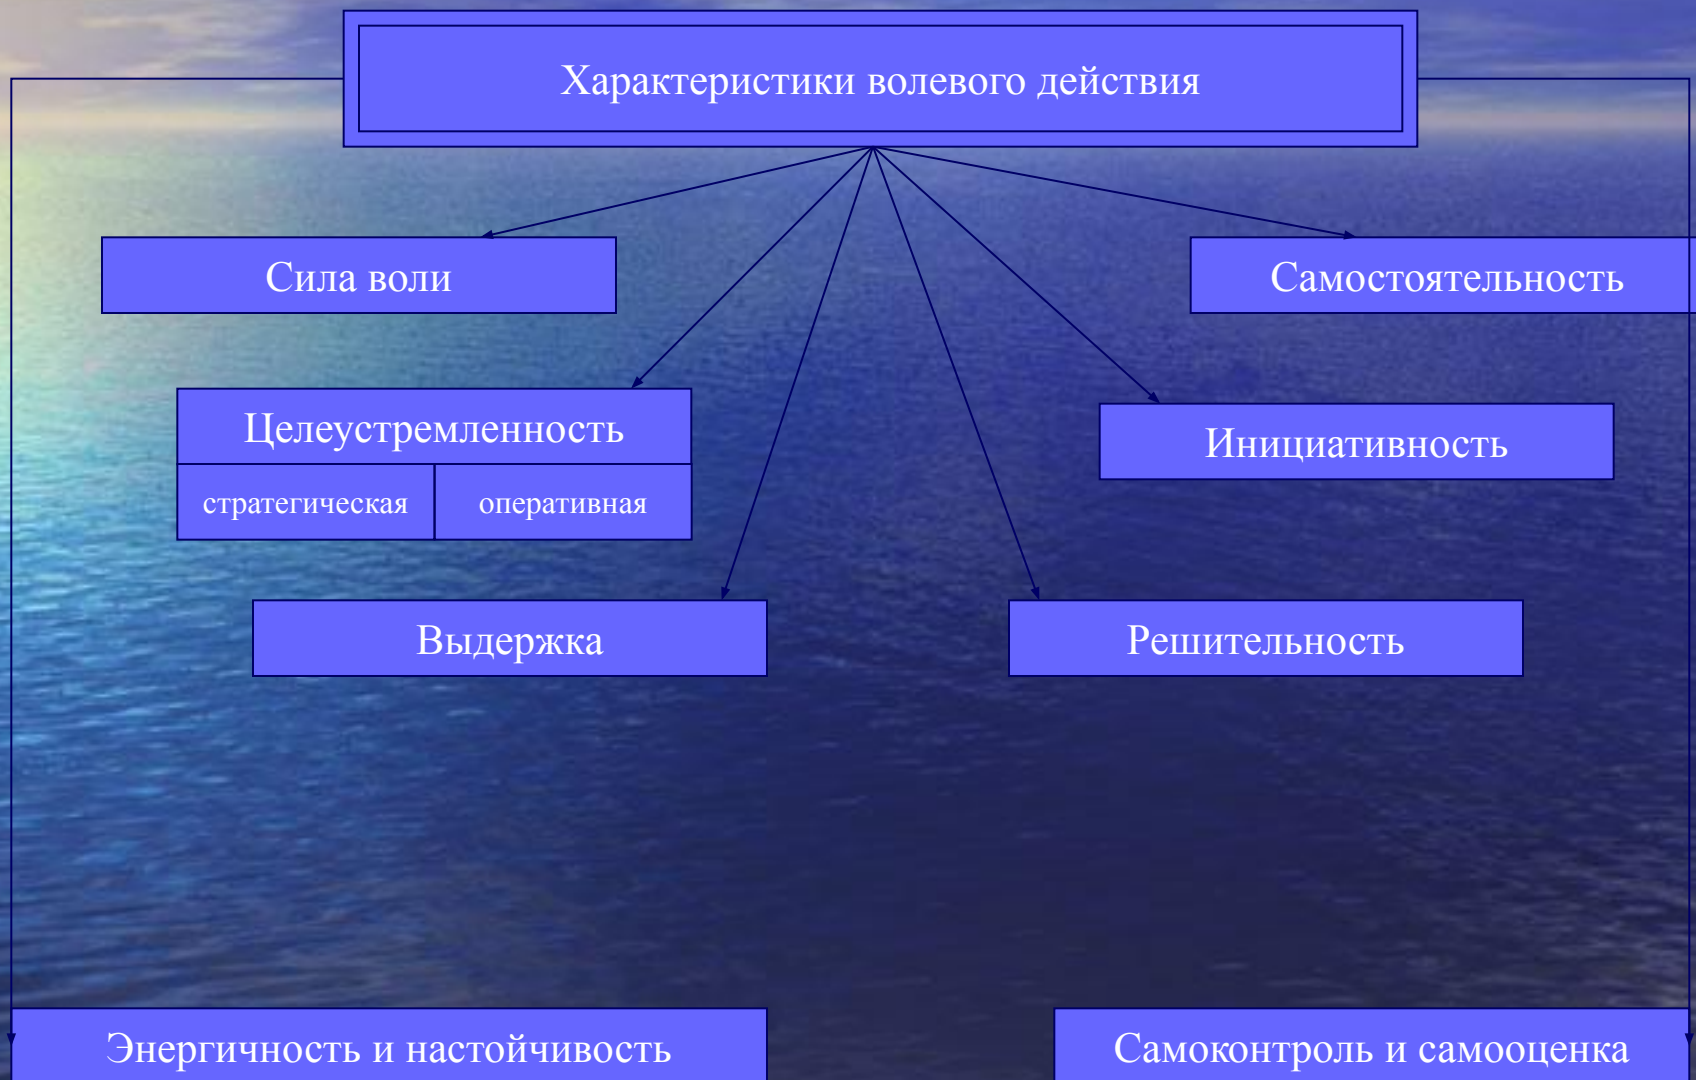 Характеристики волевого действия
Сила воли
Самостоятельность
Целеустремленность
стратегическая
оперативная
Инициативность
Выдержка
Решительность
Энергичность и настойчивость
Самоконтроль и самооценка